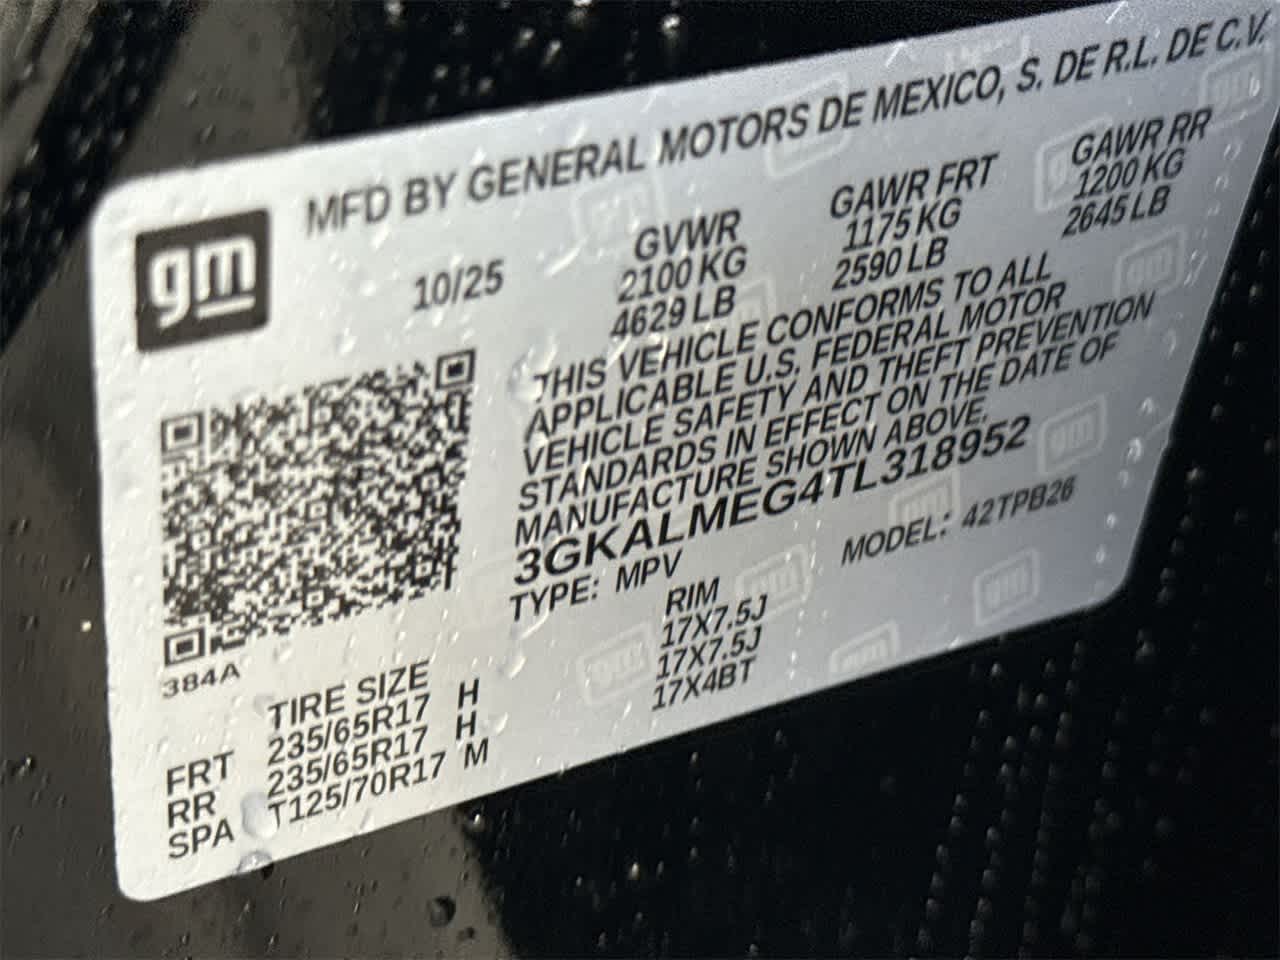 MFD BY GENERAL MOTORS DE MEXICO, S. DE R.L. DE C.V.
gm
10/25
GVWR
2100 KG
4629 LB
GAWR FRT
1175 KG
2590 LB
GAWR RR
1200 KG
2645 LB
THIS VEHICLE CONFORMS TO ALL
APPLICABLE U.S. FEDERAL MOTOR
VEHICLE SAFETY AND THEFT PREVENTION
STANDARDS IN EFFECT ON THE DATE OF
MANUFACTURE SHOWN ABOVE.
3GKALMEG4TL318952
TYPE: MPV
MODEL: 42TPB26
384A
TIRE SIZE RIM
FRT 235/65R17 H 17X7.5J
RR 235/65R17 H 17X7.5J
SPA T125/70R17 M 17X4BT